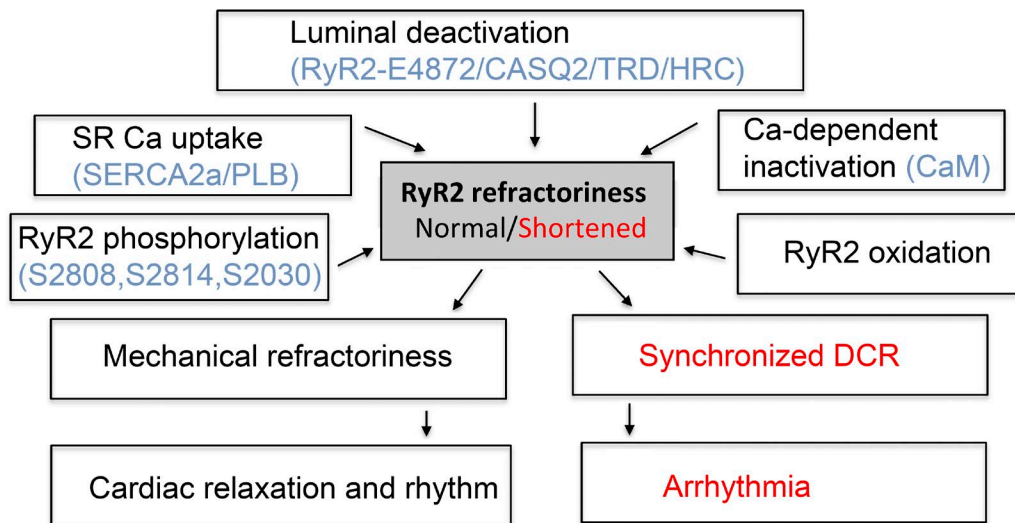 Luminal deactivation
(RyR2-E4872/CASQ2/TRD/HRC)
SR Ca uptake
(SERCA2a/PLB)
Ca-dependent
inactivation (CaM)
RyR2 refractoriness
Normal/Shortened
RyR2 phosphorylation
(S2808,S2814,S2030)
RyR2 oxidation
Mechanical refractoriness
Synchronized DCR
Cardiac relaxation and rhythm
Arrhythmia